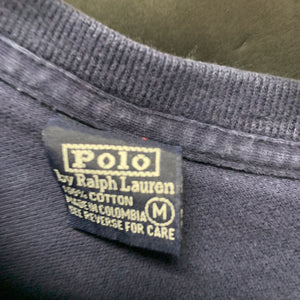 Polo
by Ralph Lauren
100% COTTON
MADE IN COLOMBIA M
SEE REVERSE FOR CARE